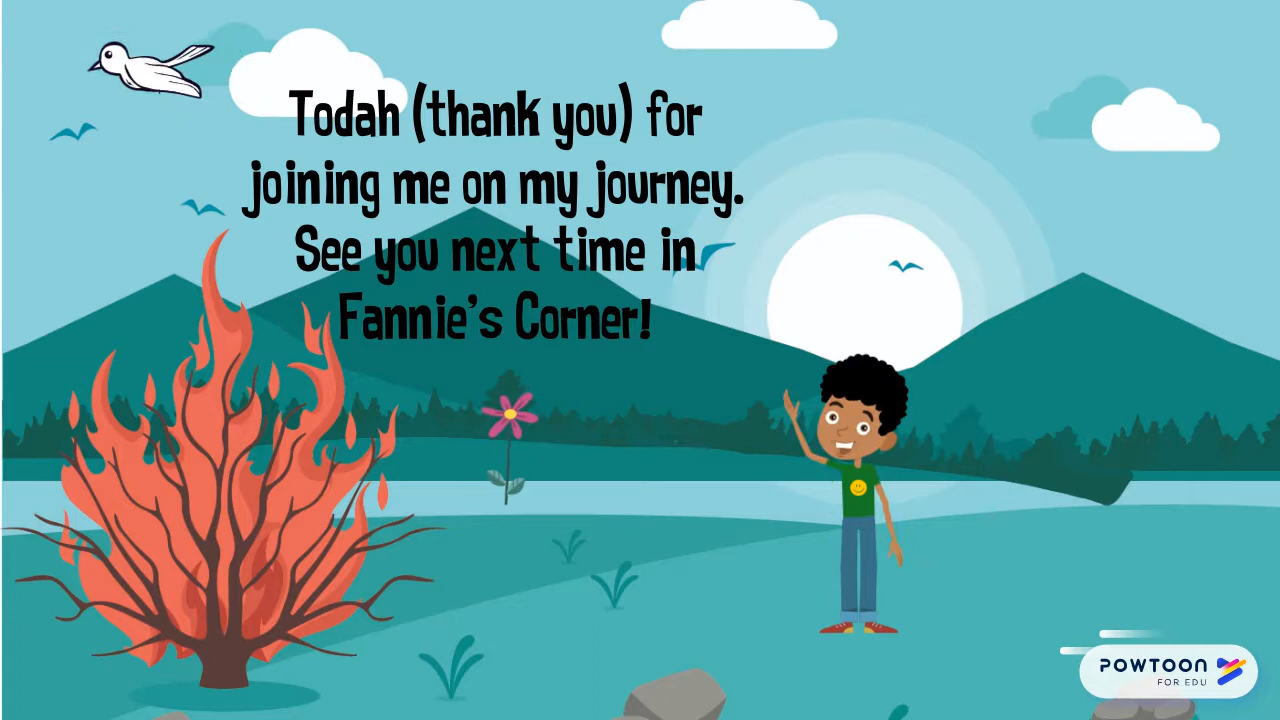 Todah (thank you) for
joining me on my journey.
See you next time in
Fannie's Corner!
POWTOON
FOR EDU